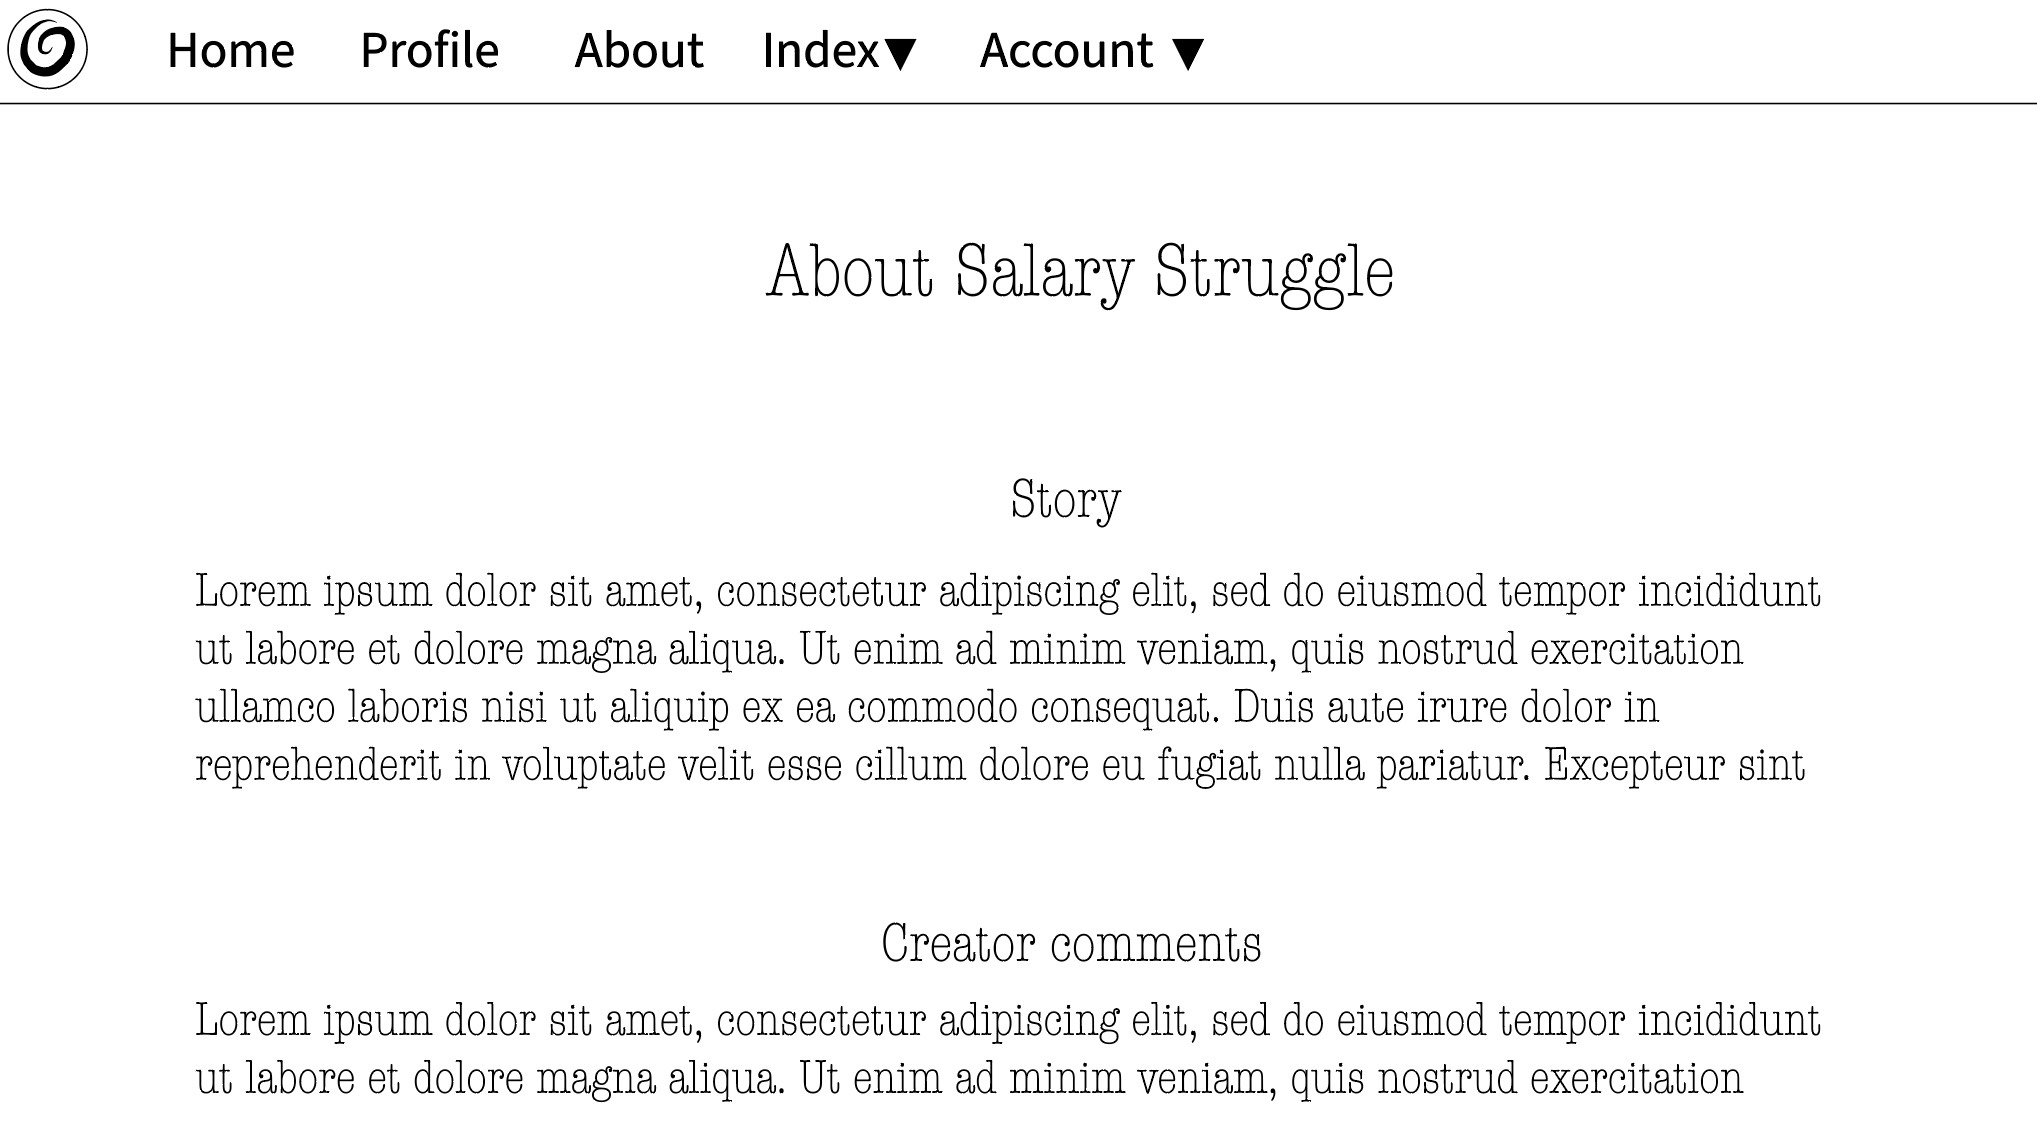 Home Profile About Index▼ Account ▼
About Salary Struggle
Story
Lorem ipsum dolor sit amet, consectetur adipiscing elit, sed do eiusmod tempor incididunt
ut labore et dolore magna aliqua. Ut enim ad minim veniam, quis nostrud exercitation
ullamco laboris nisi ut aliquip ex ea commodo consequat. Duis aute irure dolor in
reprehenderit in voluptate velit esse cillum dolore eu fugiat nulla pariatur. Excepteur sint
Creator comments
Lorem ipsum dolor sit amet, consectetur adipiscing elit, sed do eiusmod tempor incididunt
ut labore et dolore magna aliqua. Ut enim ad minim veniam, quis nostrud exercitation